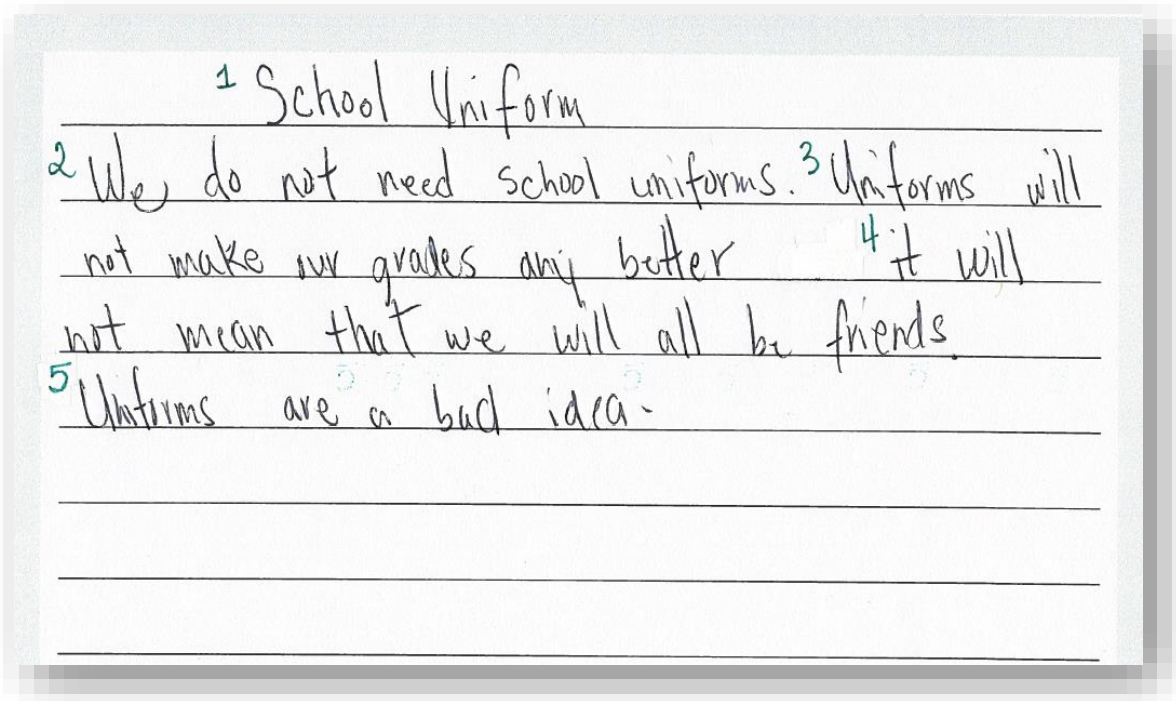 1 School Uniform
2 We do not need school uniforms. 3 Uniforms will
not make our grades any better 4 it will
not mean that we will all be friends.
5 Uniforms are a bad idea.